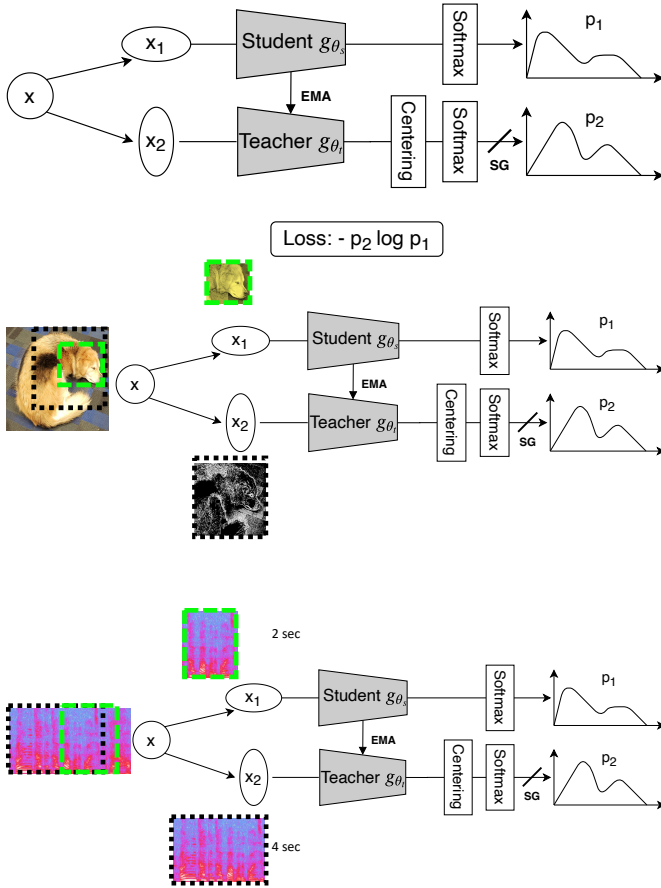 x
x₁
Student gθₛ
Softmax
p₁
EMA
x₂
Teacher gθₜ
Centering
Softmax
SG
p₂
Loss: - p₂ log p₁
x
x₁
Student gθₛ
Softmax
p₁
EMA
x₂
Teacher gθₜ
Centering
Softmax
SG
p₂
2 sec
x
x₁
Student gθₛ
Softmax
p₁
EMA
x₂
Teacher gθₜ
Centering
Softmax
SG
p₂
4 sec